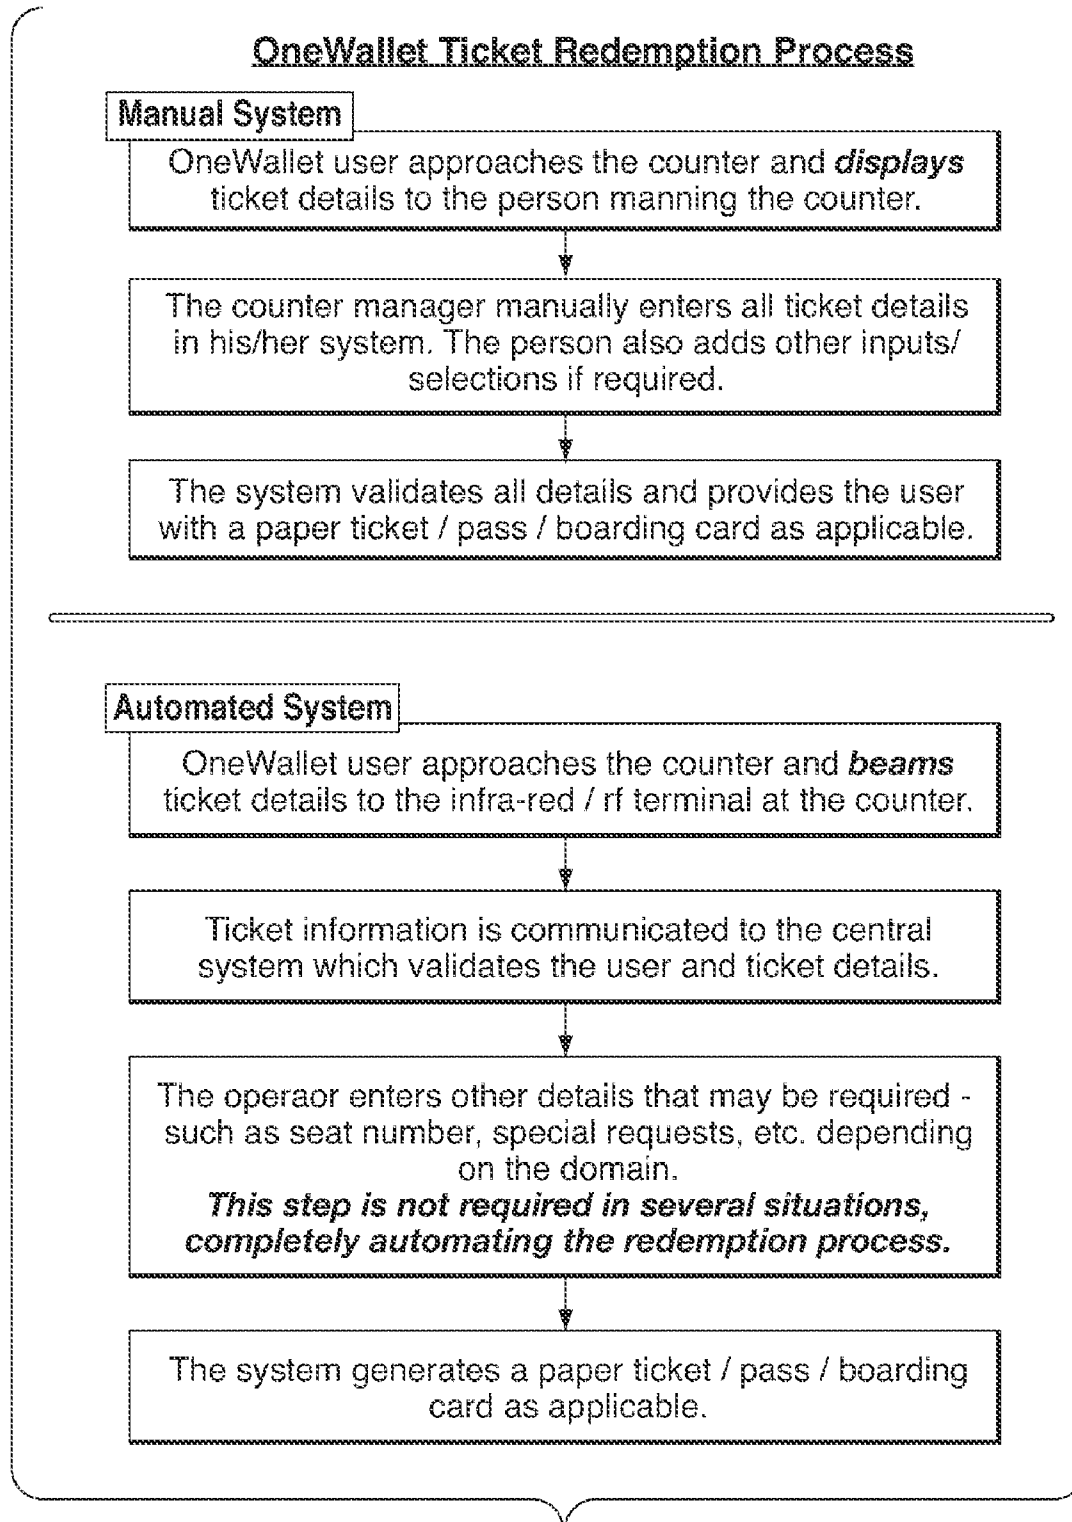 OneWallet Ticket Redemption Process
Manual System
OneWallet user approaches the counter and displays
ticket details to the person manning the counter.
The counter manager manually enters all ticket details
in his/her system. The person also adds other inputs/
selections if required.
The system validates all details and provides the user
with a paper ticket / pass / boarding card as applicable.
Automated System
OneWallet user approaches the counter and beams
ticket details to the infra-red / rf terminal at the counter.
Ticket information is communicated to the central
system which validates the user and ticket details.
The operaor enters other details that may be required -
such as seat number, special requests, etc. depending
on the domain.
This step is not required in several situations,
completely automating the redemption process.
The system generates a paper ticket / pass / boarding
card as applicable.